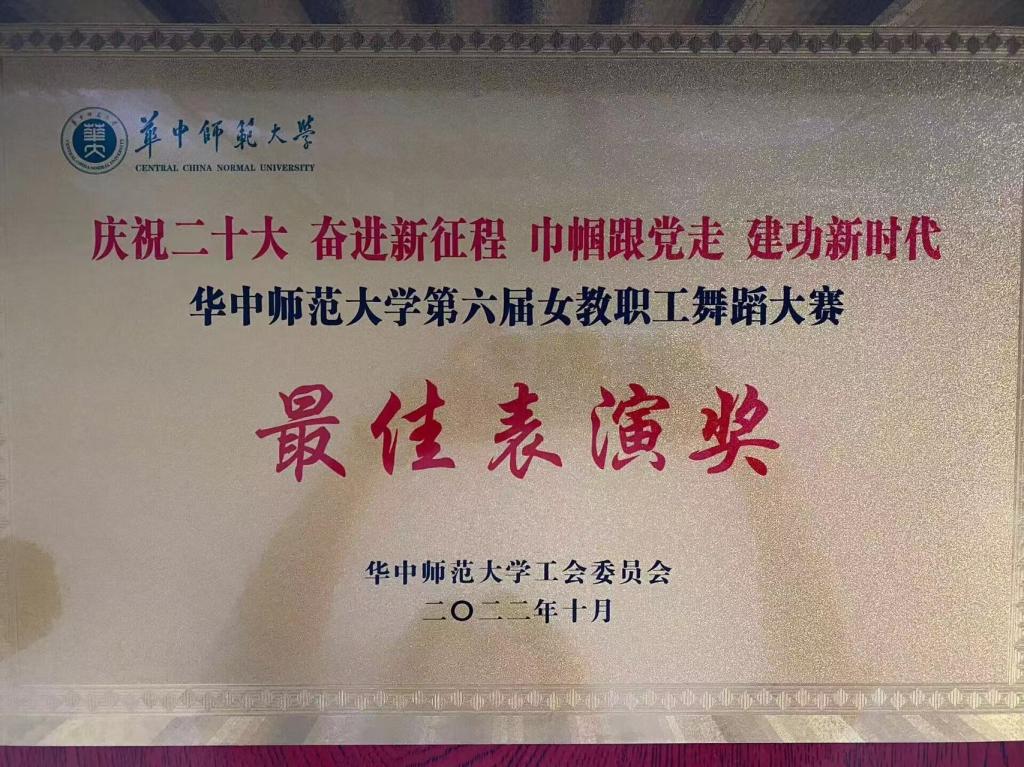 華中師範大學
CENTRAL CHINA NORMAL UNIVERSITY
庆祝二十大 奋进新征程 巾帼跟党走 建功新时代
华中师范大学第六届女教职工舞蹈大赛
最佳表演奖
华中师范大学工会委员会
二〇二二年十月